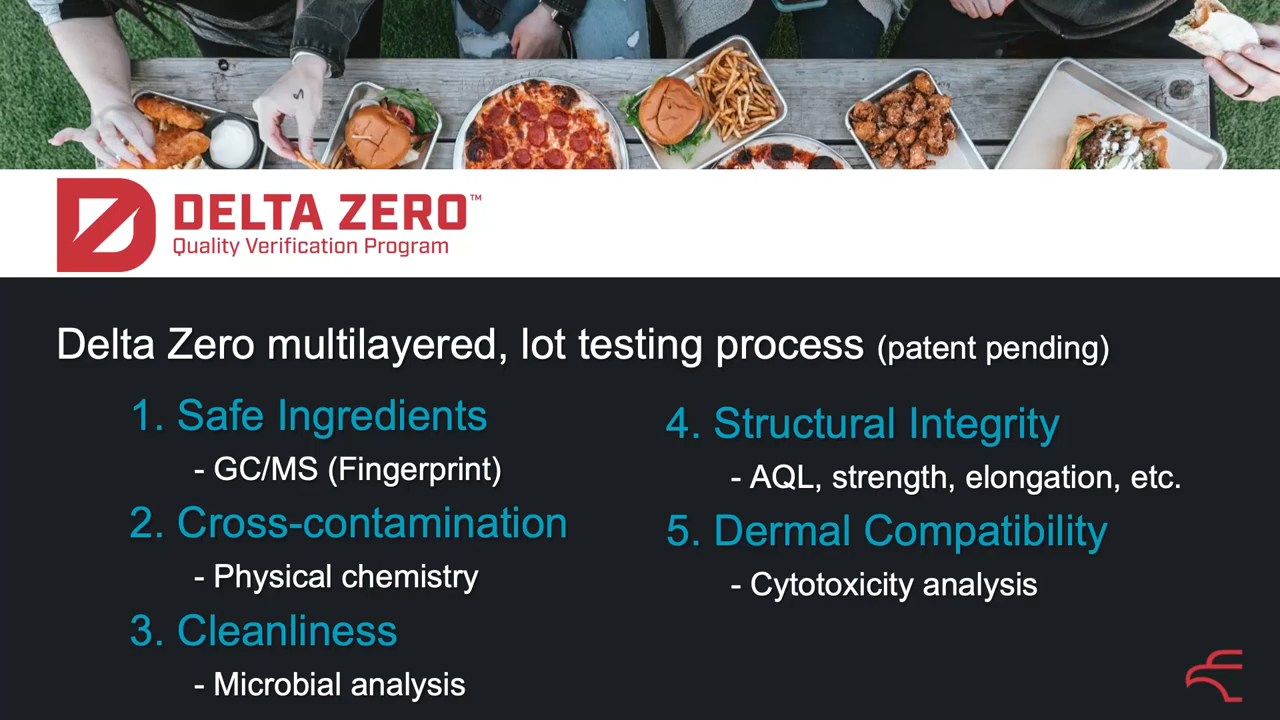 DELTA ZERO™
Quality Verification Program
Delta Zero multilayered, lot testing process (patent pending)
1. Safe Ingredients
- GC/MS (Fingerprint)
2. Cross-contamination
- Physical chemistry
3. Cleanliness
- Microbial analysis
4. Structural Integrity
- AQL, strength, elongation, etc.
5. Dermal Compatibility
- Cytotoxicity analysis